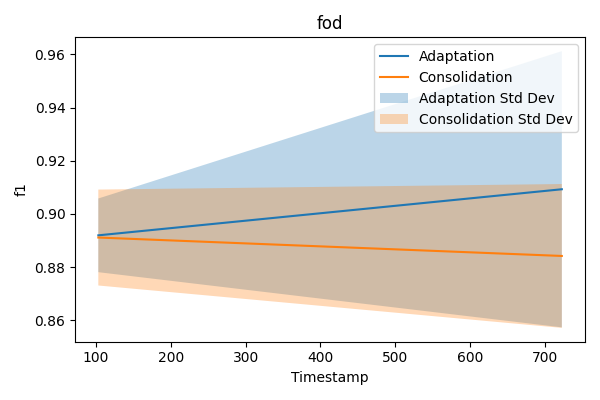 fod
Adaptation
Consolidation
Adaptation Std Dev
Consolidation Std Dev
f1
0.96
0.94
0.92
0.90
0.88
0.86
100 200 300 400 500 600 700
Timestamp